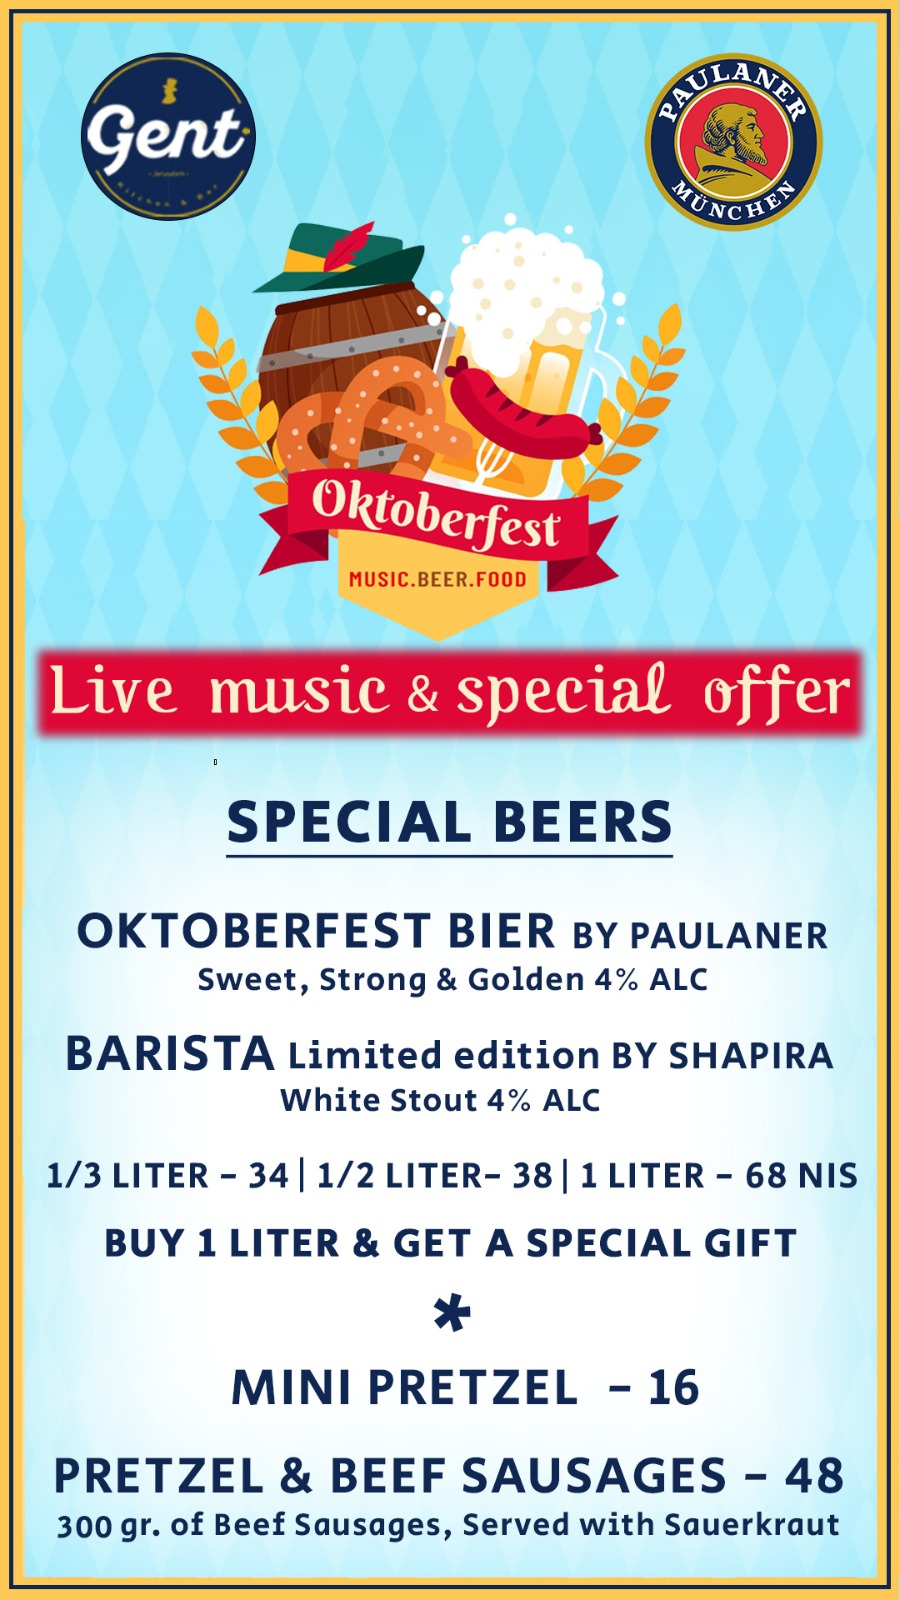 Gent
- Jerusalem -
Kitchen & Bar
PAULANER
MÜNCHEN
Oktoberfest
MUSIC.BEER.FOOD
Live music & special offer
SPECIAL BEERS
OKTOBERFEST BIER BY PAULANER
Sweet, Strong & Golden 4% ALC
BARISTA Limited edition BY SHAPIRA
White Stout 4% ALC
1/3 LITER – 34 | 1/2 LITER– 38 | 1 LITER – 68 NIS
BUY 1 LITER & GET A SPECIAL GIFT
*
MINI PRETZEL – 16
PRETZEL & BEEF SAUSAGES – 48
300 gr. of Beef Sausages, Served with Sauerkraut